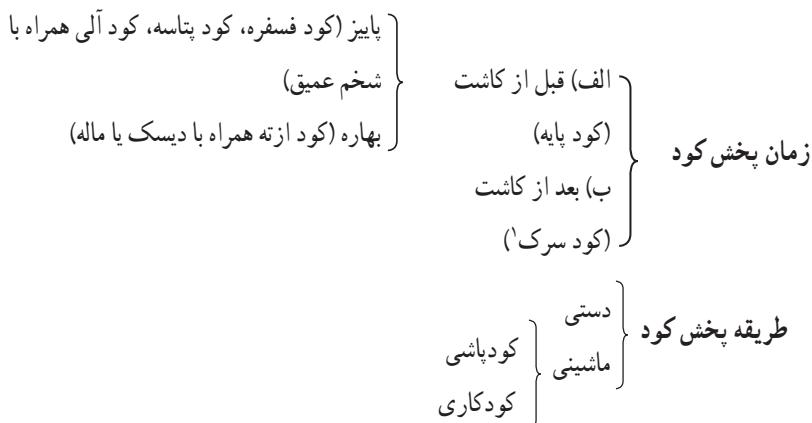 زمان پخش کود
الف) قبل از کاشت
(کود پایه)
پاییز (کود فسفره، کود پتاسه، کود آلی همراه با
شخم عمیق)
بهاره (کود ازته همراه با دیسک یا ماله)
ب) بعد از کاشت
(کود سرک۱)
طریقه پخش کود
دستی
ماشینی
کودپاشی
کودکاری